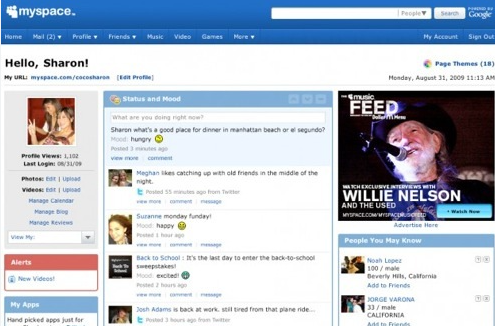 myspace.
People ▼
Search
POWERED BY
Google
Home
Mail (2) ▼
Profile ▼
Friends ▼
Music
Video
Games
More ▼
My Account
Sign Out
Hello, Sharon!
Page Themes (18)
My URL: myspace.com/cocosharon [Edit Profile]
Monday, August 31, 2009 11:13 AM
Profile Views: 1,102
Last Login: 08/31/09
Photos: Edit | Upload
Videos: Edit | Upload
Manage Calendar
Manage Blog
Manage Reviews
View My:
Alerts
New Videos!
My Apps
Hand picked apps just for
Status and Mood
What are you doing right now?
Sharon what's a good place for dinner in manhattan beach or el segundo?
Mood: hungry
Posted 3 minutes ago
view more | comment
Meghan likes catching up with old friends in the middle of the
night.
Posted 55 minutes ago from Twitter
view more | comment | message
Suzanne monday funday!
Mood: happy
Posted 1 hour ago
view more | comment | message
Back to School : It's the last day to enter the back-to-school
sweepstakes!
Mood: excited!
Posted 2 hours ago
view more | comment | message
Josh Adams is back at work. still tired from that plane ride...
THE music
FEED
WATCH EXCLUSIVE INTERVIEWS WITH
WILLIE NELSON
AND THE USED
MYSPACE.COM/MYSPACEMUSICFEED
Watch Now
Advertise Here
People You May Know
Noah Lopez
100 / male
Beverly Hills, California
Add to Friends
JORGE VARONA
33 / male
CALIFORNIA
Add to Friends